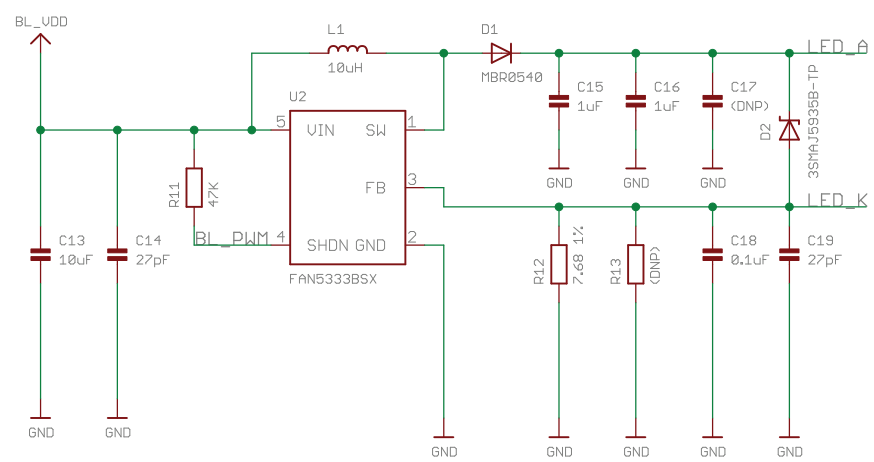 BL_VDD
L1
10uH
D1
MBR0540
LED_A
C15
1uF
C16
1uF
C17
(DNP)
D2
3SMAJ5935B-TP
U2
5
VIN
SW
1
R11
47K
FB
3
GND
GND
GND
LED_K
BL_PWM
4
SHDN
GND
2
FAN5333BSX
C13
10uF
C14
27pF
R12
7.68 1%
R13
(DNP)
C18
0.1uF
C19
27pF
GND
GND
GND
GND
GND
GND
GND